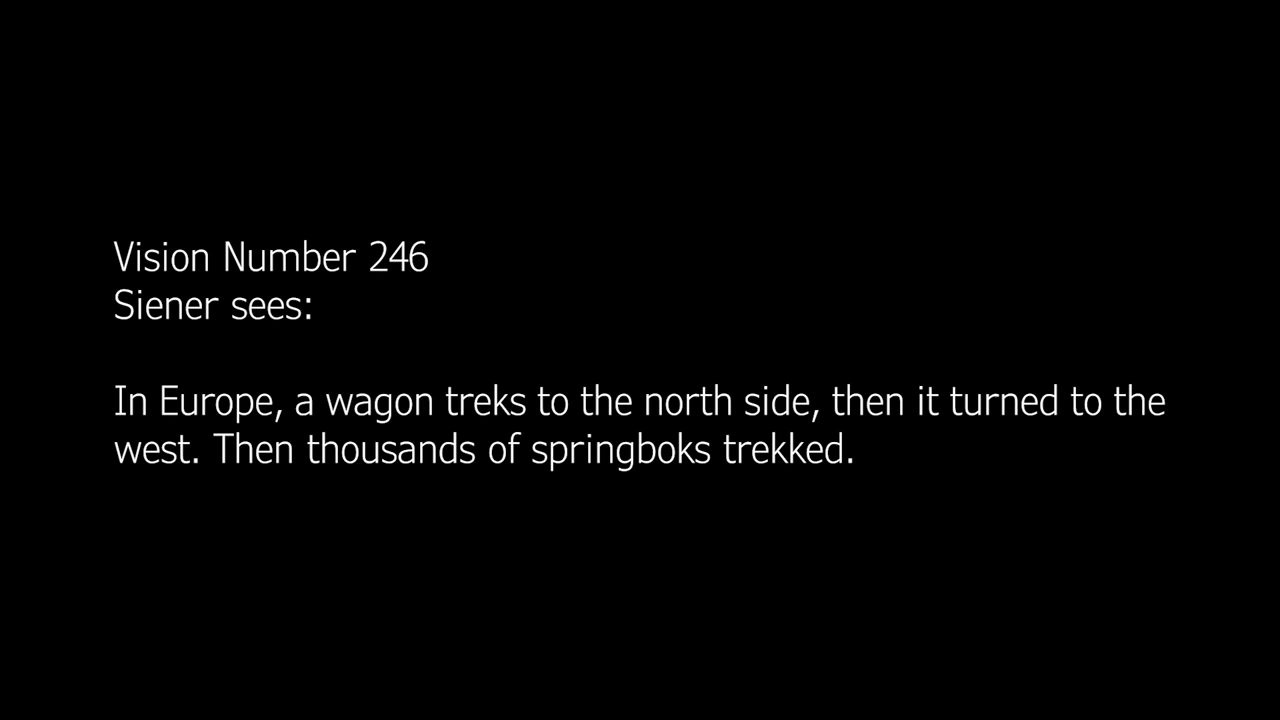 Vision Number 246
Siener sees:
In Europe, a wagon treks to the north side, then it turned to the
west. Then thousands of springboks trekked.